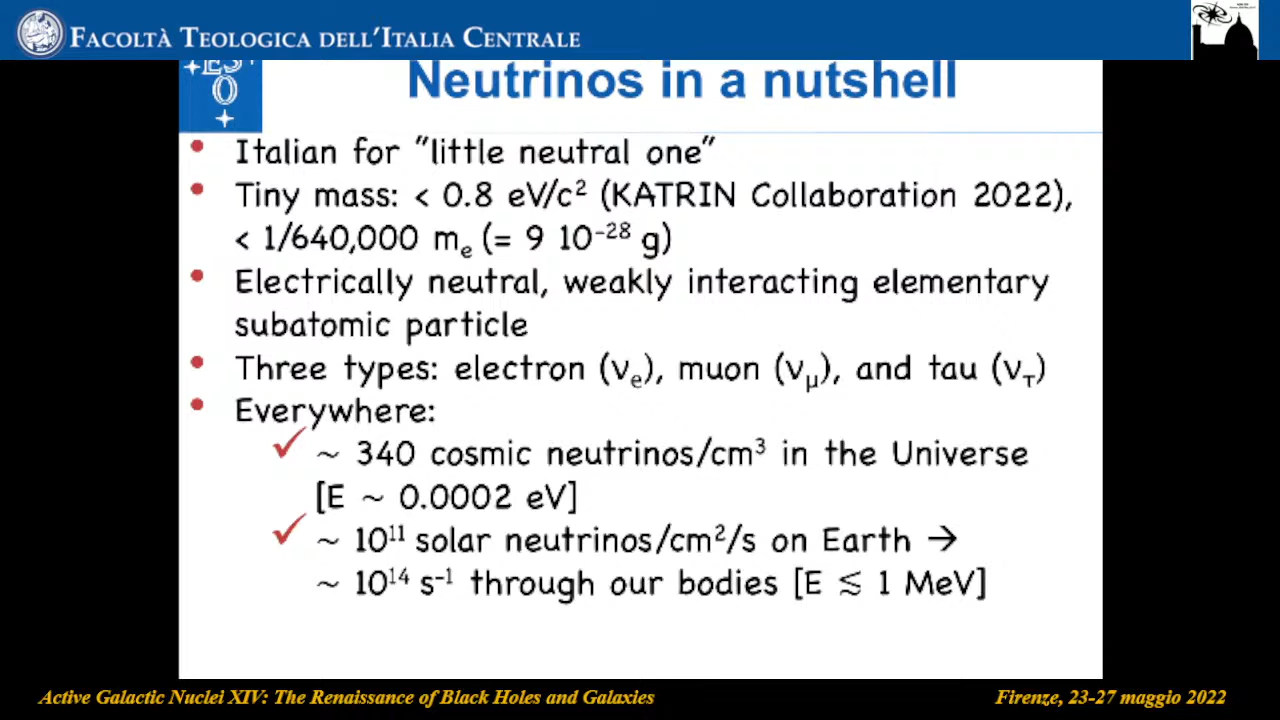 FACOLTÀ TEOLOGICA DELL'ITALIA CENTRALE
ES
O
Neutrinos in a nutshell
• Italian for "little neutral one"
• Tiny mass: < 0.8 eV/c² (KATRIN Collaboration 2022),
< 1/640,000 mₑ (= 9 10⁻²⁸ g)
• Electrically neutral, weakly interacting elementary
subatomic particle
• Three types: electron (νₑ), muon (ν_μ), and tau (ν_τ)
• Everywhere:
✓ ~ 340 cosmic neutrinos/cm³ in the Universe
[E ~ 0.0002 eV]
✓ ~ 10¹¹ solar neutrinos/cm²/s on Earth →
~ 10¹⁴ s⁻¹ through our bodies [E ≲ 1 MeV]
Active Galactic Nuclei XIV: The Renaissance of Black Holes and Galaxies
Firenze, 23-27 maggio 2022